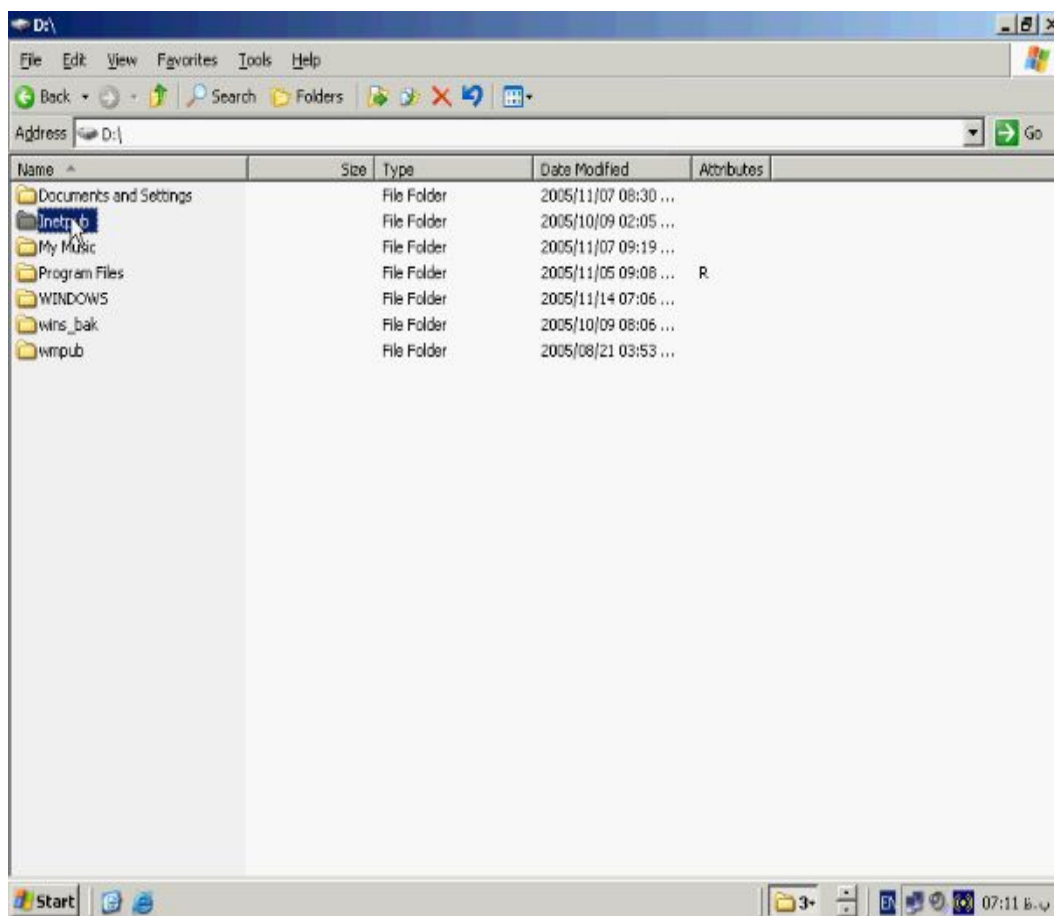 D:\
File Edit View Favorites Tools Help
Back Search Folders
Address D:\ Go
Name Size Type Date Modified Attributes
Documents and Settings File Folder 2005/11/07 08:30 ...
Inetpub File Folder 2005/10/09 02:05 ...
My Music File Folder 2005/11/07 09:19 ...
Program Files File Folder 2005/11/05 09:08 ... R
WINDOWS File Folder 2005/11/14 07:06 ...
wins_bak File Folder 2005/10/09 08:06 ...
wmpub File Folder 2005/08/21 03:53 ...
Start 3 EN 07:11 ب.ظ